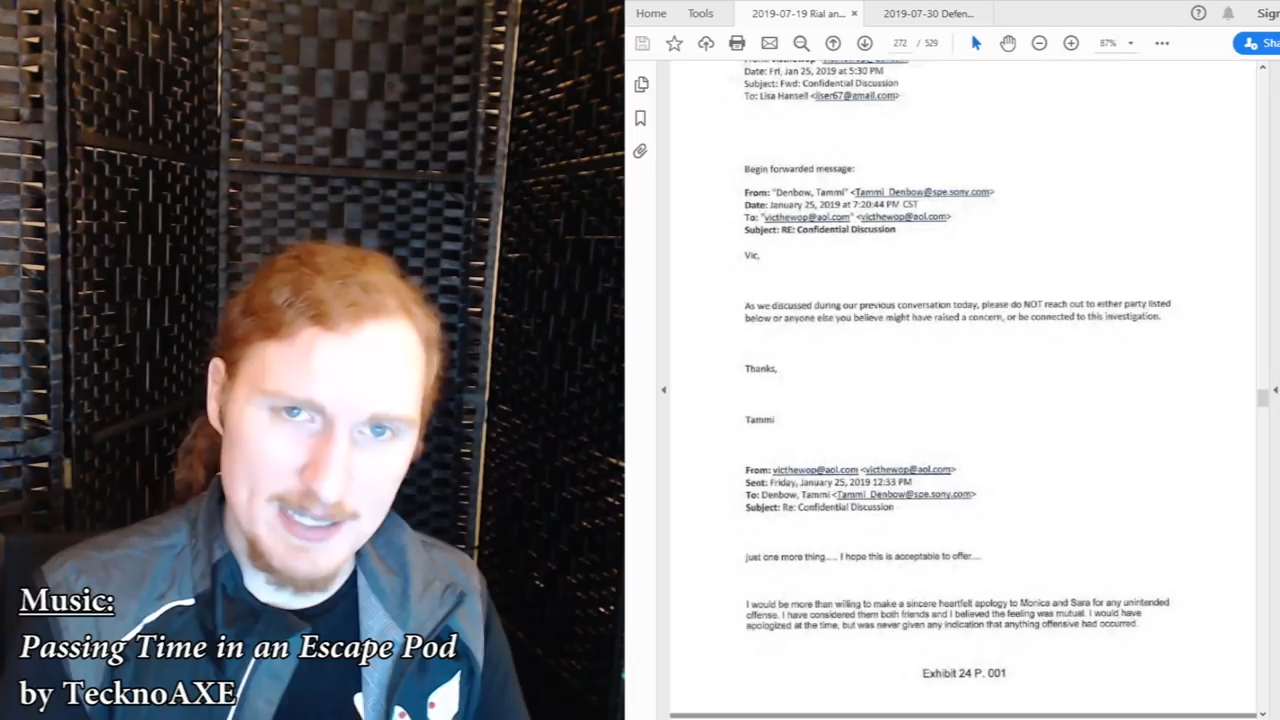 Music:
Passing Time in an Escape Pod
by TecknoAXE
Home Tools 2019-07-19 Rial an... × 2019-07-30 Defen... Sign
272 / 529 87% Sha
Date: Fri, Jan 25, 2019 at 5:30 PM
Subject: Fwd: Confidential Discussion
To: Lisa Hansell <liser67@gmail.com>
Begin forwarded message:
From: "Denbow, Tammi" <Tammi_Denbow@spe.sony.com>
Date: January 25, 2019 at 7:20:44 PM CST
To: "victhewop@aol.com" <victhewop@aol.com>
Subject: RE: Confidential Discussion
Vic,
As we discussed during our previous conversation today, please do NOT reach out to either party listed
below or anyone else you believe might have raised a concern, or be connected to this investigation.
Thanks,
Tammi
From: victhewop@aol.com <victhewop@aol.com>
Sent: Friday, January 25, 2019 12:33 PM
To: Denbow, Tammi <Tammi_Denbow@spe.sony.com>
Subject: Re: Confidential Discussion
just one more thing..... I hope this is acceptable to offer....
I would be more than willing to make a sincere heartfelt apology to Monica and Sara for any unintended
offense. I have considered them both friends and I believed the feeling was mutual. I would have
apologized at the time, but was never given any indication that anything offensive had occurred.
Exhibit 24 P. 001